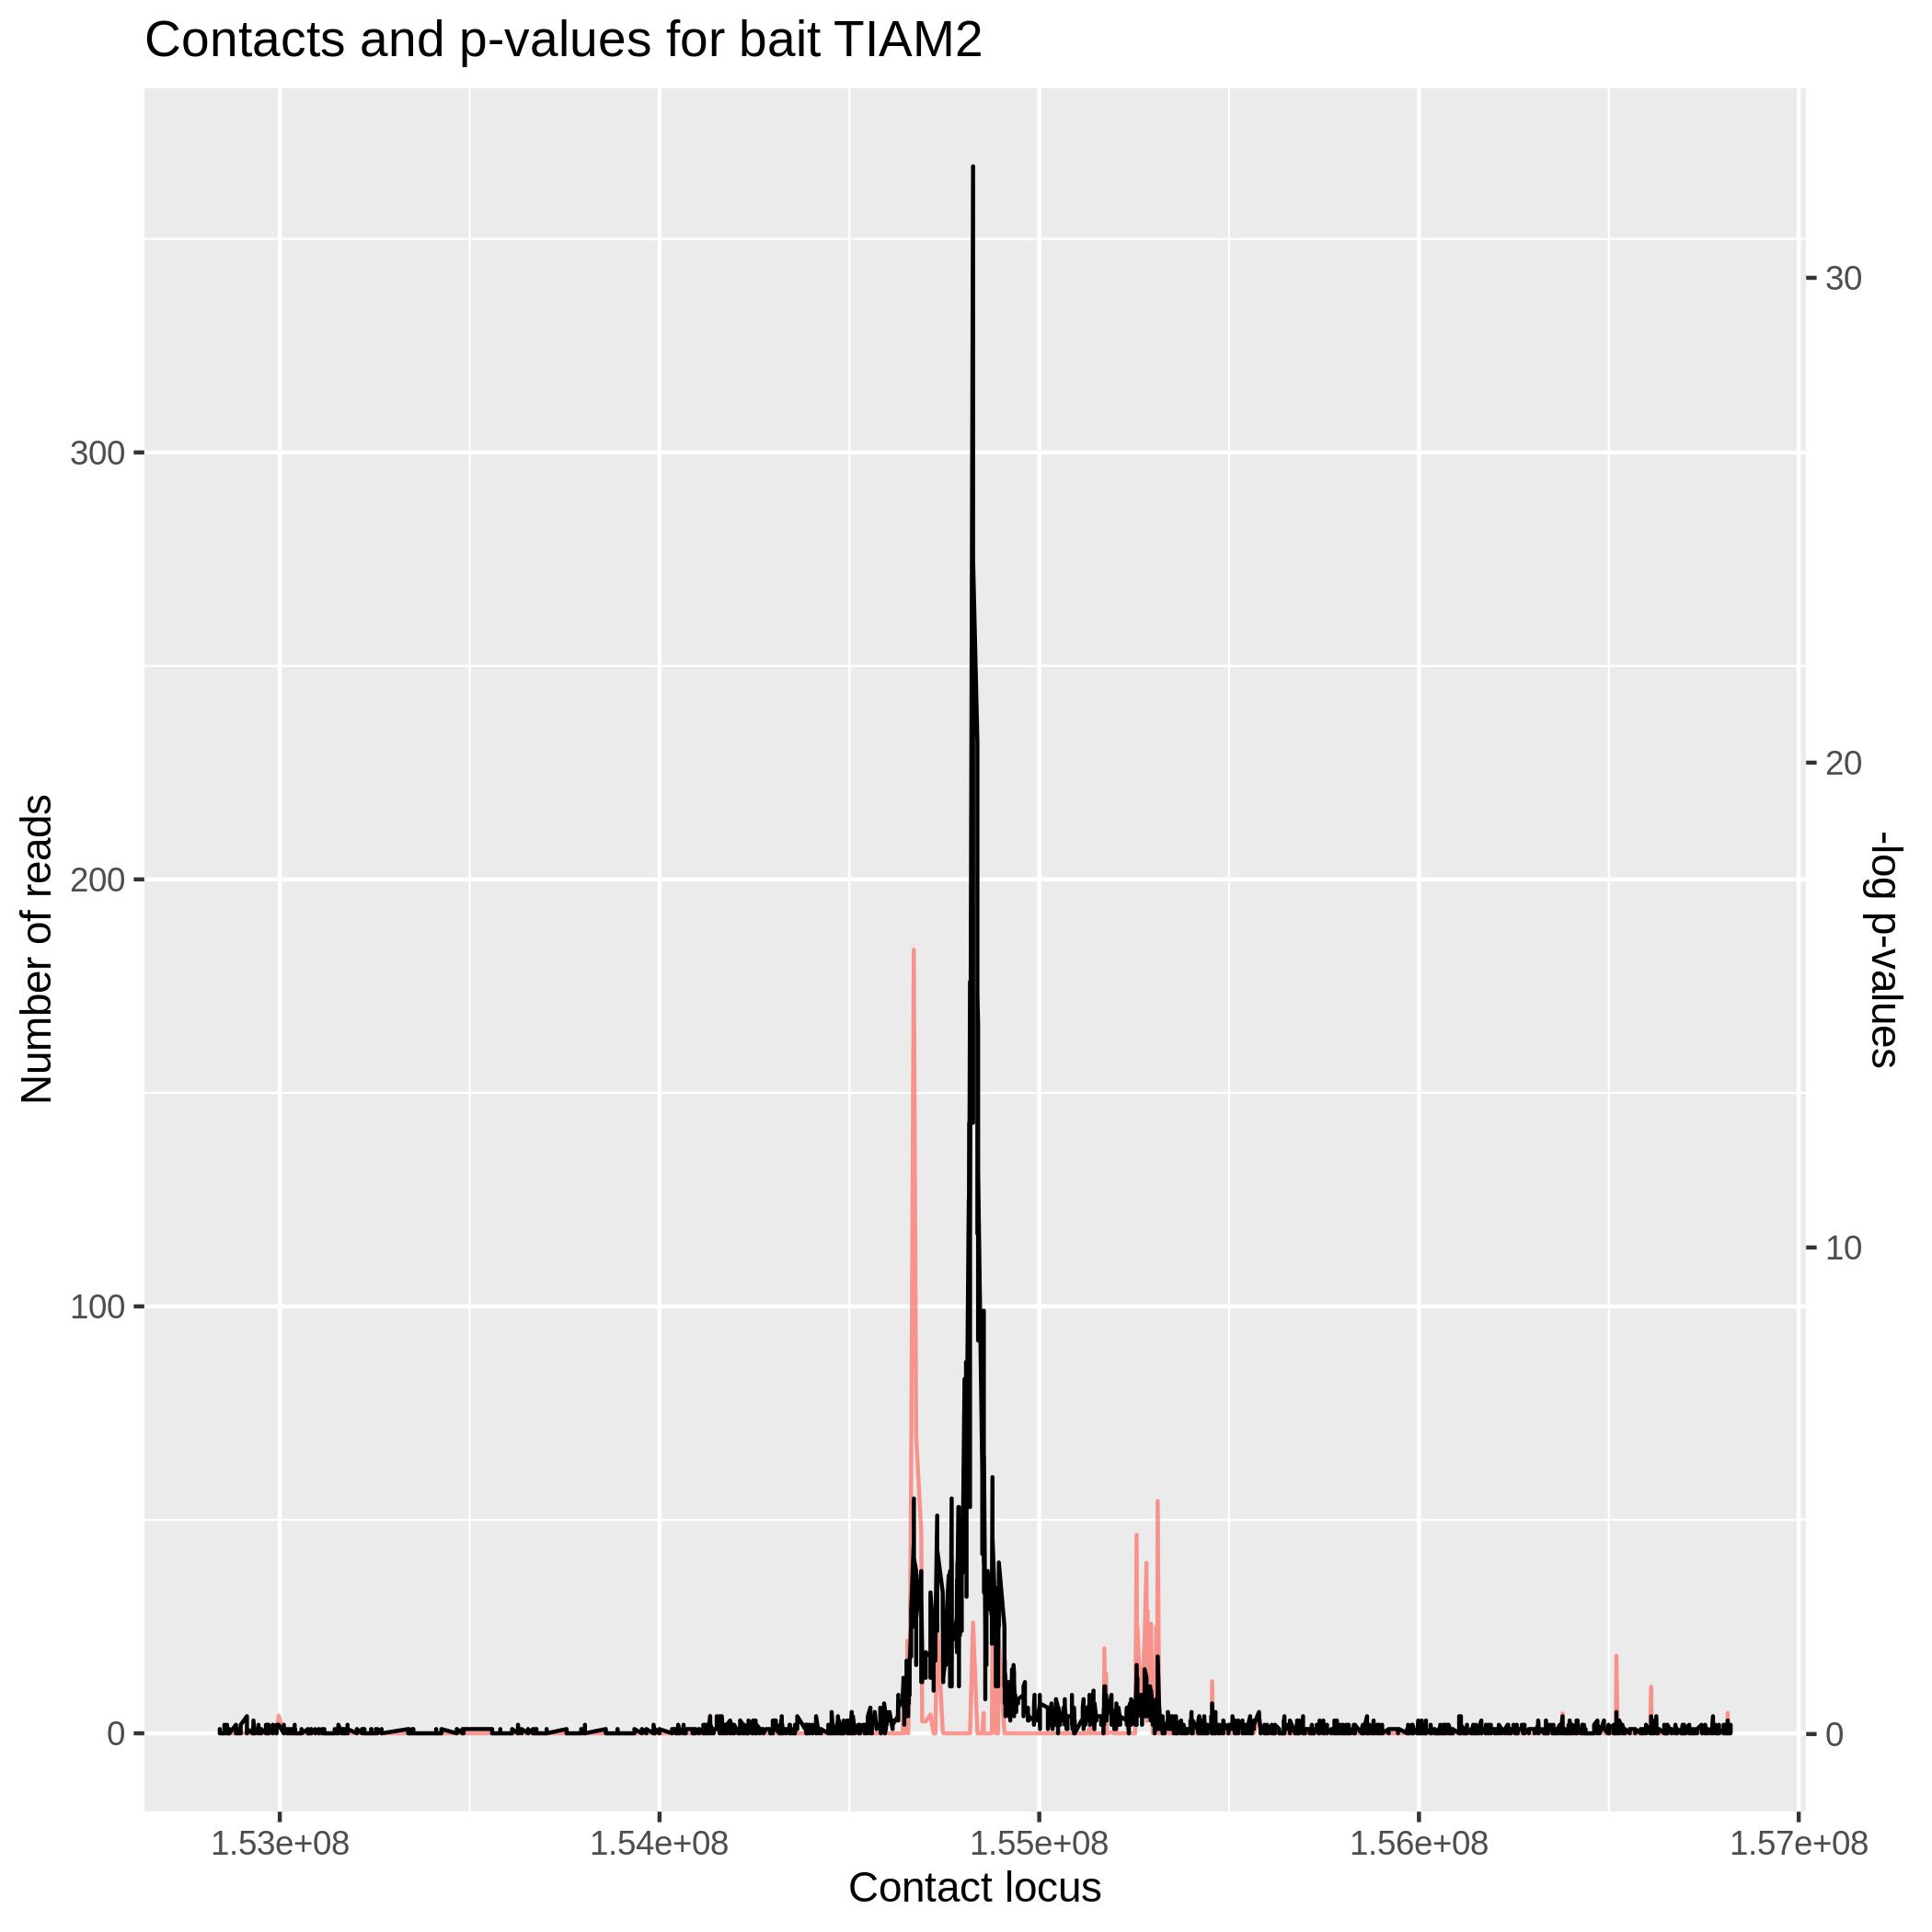 Contacts and p-values for bait TIAM2
Number of reads
300
200
100
0
30
20
10
0
-log p-values
1.53e+08
1.54e+08
1.55e+08
1.56e+08
1.57e+08
Contact locus